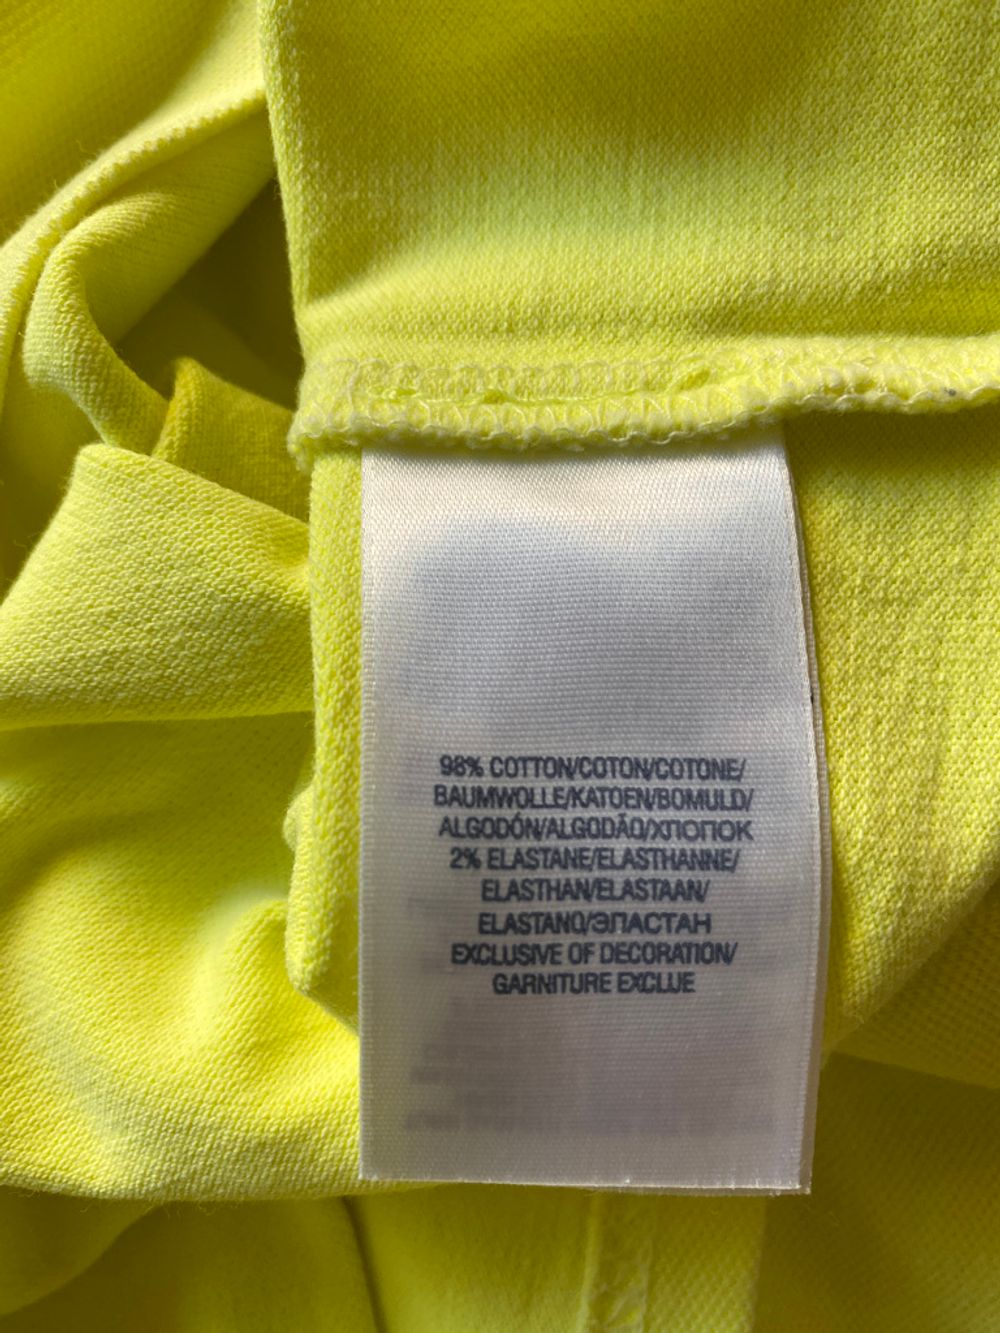 98% COTTON/COTON/COTONE/
BAUMWOLLE/KATOEN/BOMULD/
ALGODÓN/ALGODÃO/ХЛОПОК
2% ELASTANE/ELASTHANNE/
ELASTHAN/ELASTAAN/
ELASTANO/ЭЛАСТАН
EXCLUSIVE OF DECORATION/
GARNITURE EXCLUE